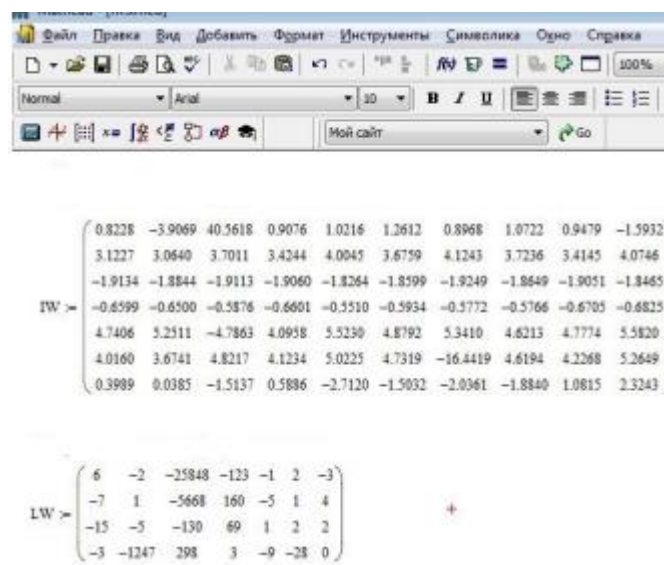 Файл Правка Вид Добавить Формат Инструменты Символика Окно Справка
100%
Normal Arial 10 B I U
Мой сайт Go
0.8228 −3.9069 40.5618 0.9076 1.0216 1.2612 0.8968 1.0722 0.9479 −1.5932
3.1227 3.0640 3.7011 3.4244 4.0045 3.6759 4.1243 3.7236 3.4145 4.0746
−1.9134 −1.8844 −1.9113 −1.9060 −1.8264 −1.8599 −1.9249 −1.8649 −1.9051 −1.8465
IW := −0.6599 −0.6500 −0.5876 −0.6601 −0.5510 −0.5934 −0.5772 −0.5766 −0.6705 −0.6825
4.7406 5.2511 −4.7863 4.0958 5.5230 4.8792 5.3410 4.6213 4.7774 5.5820
4.0160 3.6741 4.8217 4.1234 5.0225 4.7319 −16.4419 4.6194 4.2268 5.2649
0.3989 0.0385 −1.5137 0.5886 −2.7120 −1.5032 −2.0361 −1.8840 1.0815 2.3243
6 −2 −25848 −123 −1 2 −3
−7 1 −5668 160 −5 1 4
LW :=
−15 −5 −130 69 1 2 2
−3 −1247 298 3 −9 −28 0